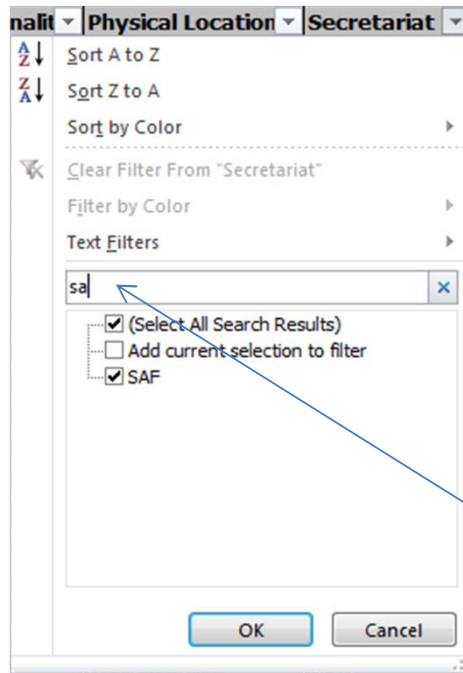 nalit Physical Location Secretariat
Sort A to Z
Sort Z to A
Sort by Color
Clear Filter From "Secretariat"
Filter by Color
Text Filters
sa
(Select All Search Results)
Add current selection to filter
SAF
OK Cancel